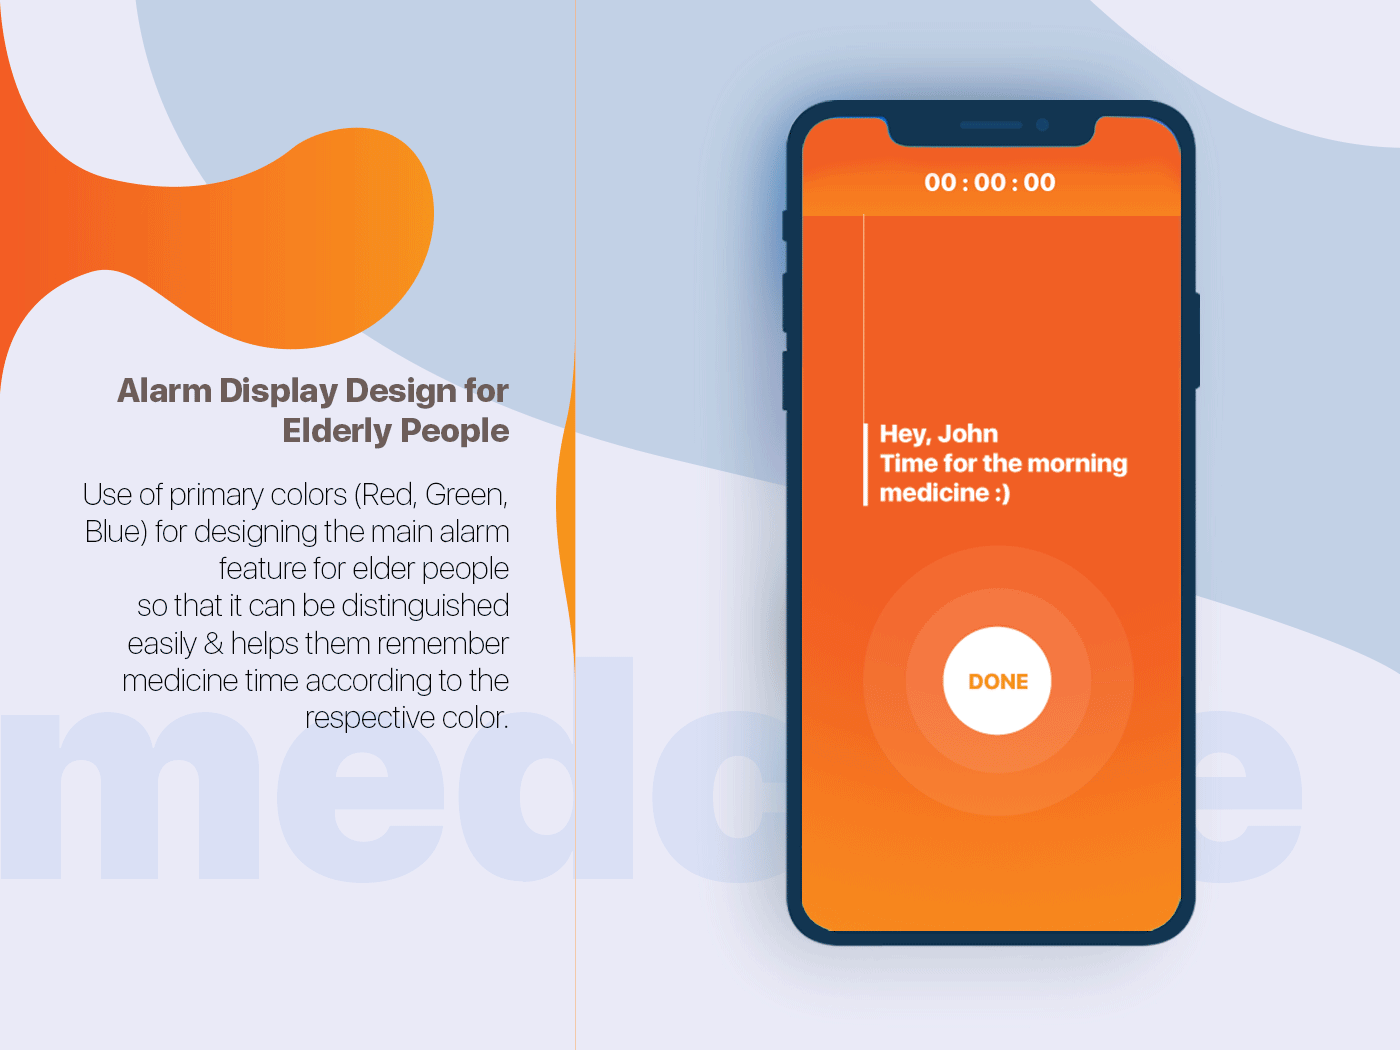 Alarm Display Design for
Elderly People
Use of primary colors (Red, Green,
Blue) for designing the main alarm
feature for elder people
so that it can be distinguished
easily & helps them remember
medicine time according to the
respective color.
00 : 00 : 00
Hey, John
Time for the morning
medicine :)
DONE